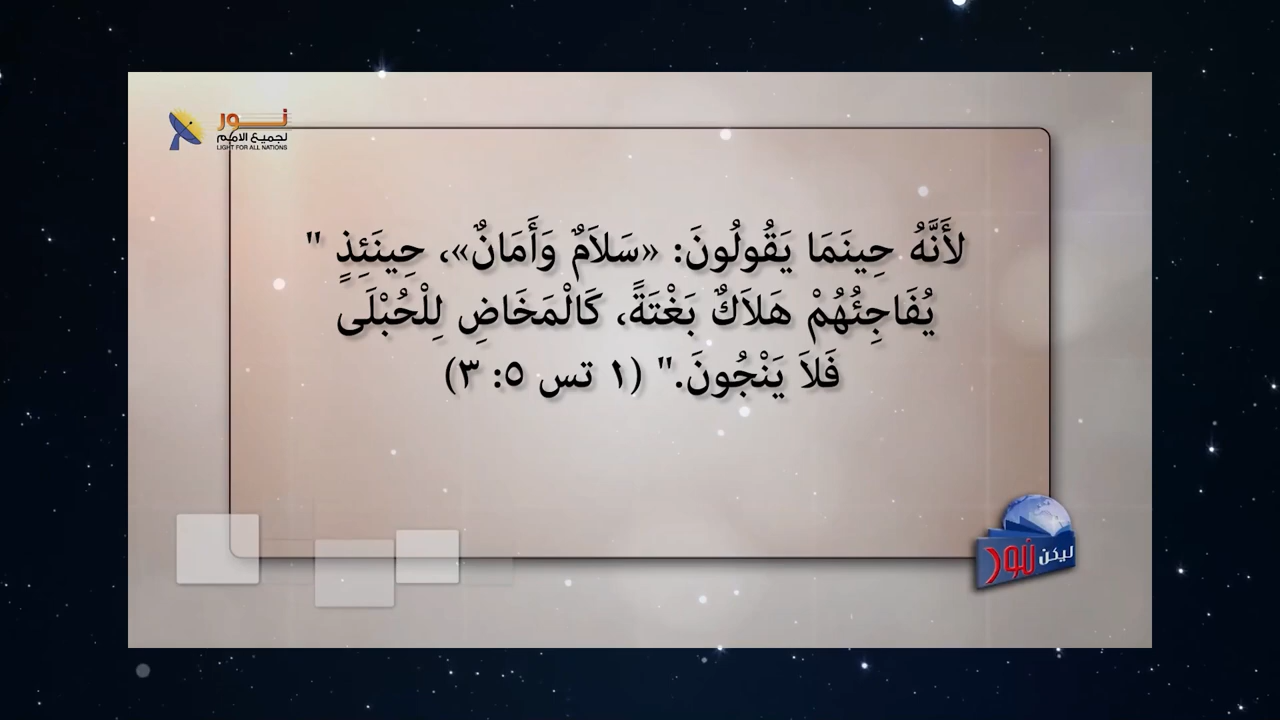 نور
لجميع الامم
LIGHT FOR ALL NATIONS
لأَنَّهُ حِينَمَا يَقُولُونَ: «سَلاَمٌ وَأَمَانٌ»، حِينَئِذٍ "
يُفَاجِئُهُمْ هَلاَكٌ بَغْتَةً، كَالْمَخَاضِ لِلْحُبْلَى
فَلاَ يَنْجُونَ." (١ تس ٥: ٣)
ليكن نور